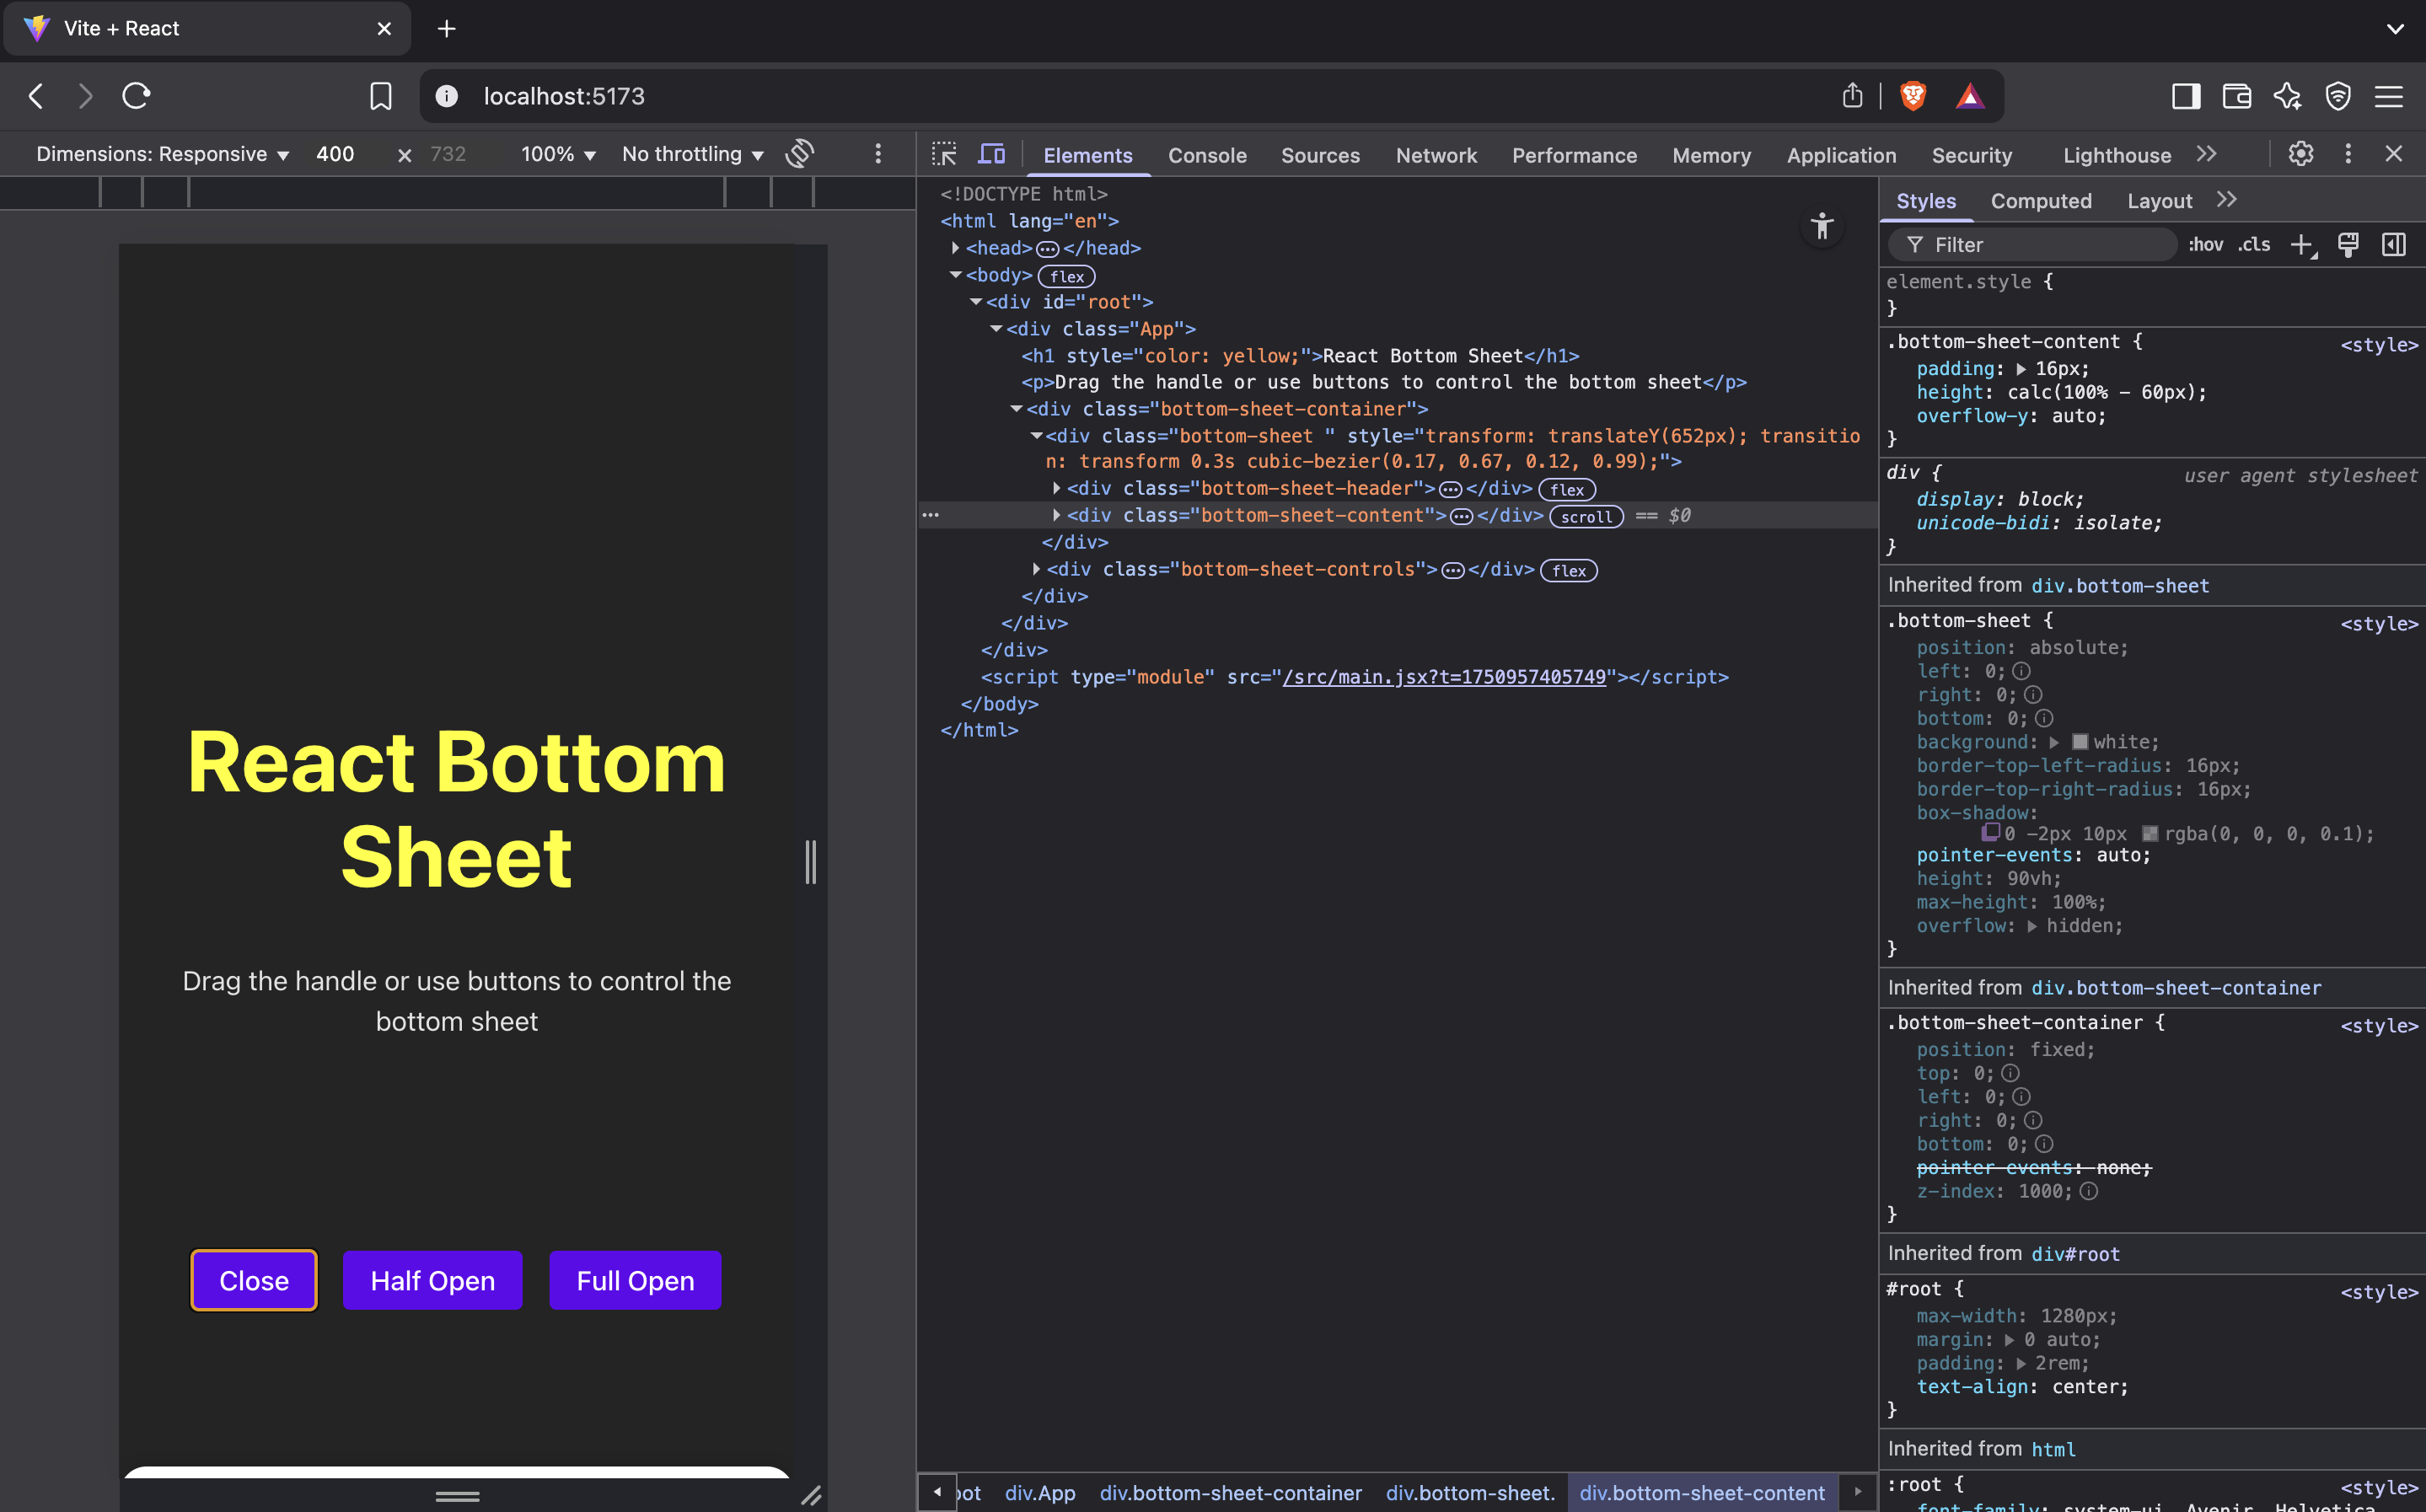 Vite + React
localhost:5173
Dimensions: Responsive 400 × 732 100% No throttling
Elements Console Sources Network Performance Memory Application Security Lighthouse
React Bottom
Sheet
Drag the handle or use buttons to control the
bottom sheet
Close Half Open Full Open
<!DOCTYPE html>
<html lang="en">
<head> </head>
<body> flex
<div id="root">
<div class="App">
<h1 style="color: yellow;">React Bottom Sheet</h1>
<p>Drag the handle or use buttons to control the bottom sheet</p>
<div class="bottom-sheet-container">
<div class="bottom-sheet " style="transform: translateY(652px); transitio
n: transform 0.3s cubic-bezier(0.17, 0.67, 0.12, 0.99);">
<div class="bottom-sheet-header"> </div> flex
<div class="bottom-sheet-content"> </div> scroll == $0
</div>
<div class="bottom-sheet-controls"> </div> flex
</div>
</div>
</div>
<script type="module" src="/src/main.jsx?t=1750957405749"></script>
</body>
</html>
oot div.App div.bottom-sheet-container div.bottom-sheet. div.bottom-sheet-content
Styles Computed Layout
Filter :hov .cls
element.style {
}
.bottom-sheet-content { <style>
padding: 16px;
height: calc(100% - 60px);
overflow-y: auto;
}
div { user agent stylesheet
display: block;
unicode-bidi: isolate;
}
Inherited from div.bottom-sheet
.bottom-sheet { <style>
position: absolute;
left: 0;
right: 0;
bottom: 0;
background: white;
border-top-left-radius: 16px;
border-top-right-radius: 16px;
box-shadow:
0 -2px 10px rgba(0, 0, 0, 0.1);
pointer-events: auto;
height: 90vh;
max-height: 100%;
overflow: hidden;
}
Inherited from div.bottom-sheet-container
.bottom-sheet-container { <style>
position: fixed;
top: 0;
left: 0;
right: 0;
bottom: 0;
pointer-events: none;
z-index: 1000;
}
Inherited from div#root
#root { <style>
max-width: 1280px;
margin: 0 auto;
padding: 2rem;
text-align: center;
}
Inherited from html
:root { <style>
font-family: system-ui, Avenir, Helvetica,